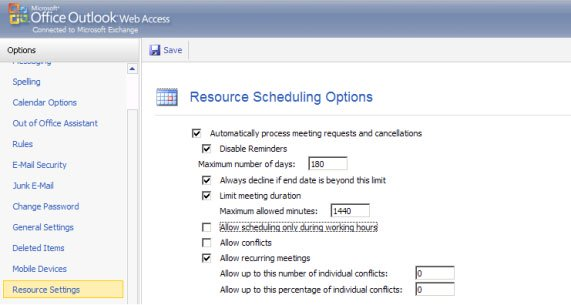 Microsoft
Office Outlook Web Access
Connected to Microsoft Exchange
Options
Messaging
Spelling
Calendar Options
Out of Office Assistant
Rules
E-Mail Security
Junk E-Mail
Change Password
General Settings
Deleted Items
Mobile Devices
Resource Settings
Save
Resource Scheduling Options
Automatically process meeting requests and cancellations
Disable Reminders
Maximum number of days: 180
Always decline if end date is beyond this limit
Limit meeting duration
Maximum allowed minutes: 1440
Allow scheduling only during working hours
Allow conflicts
Allow recurring meetings
Allow up to this number of individual conflicts: 0
Allow up to this percentage of individual conflicts: 0